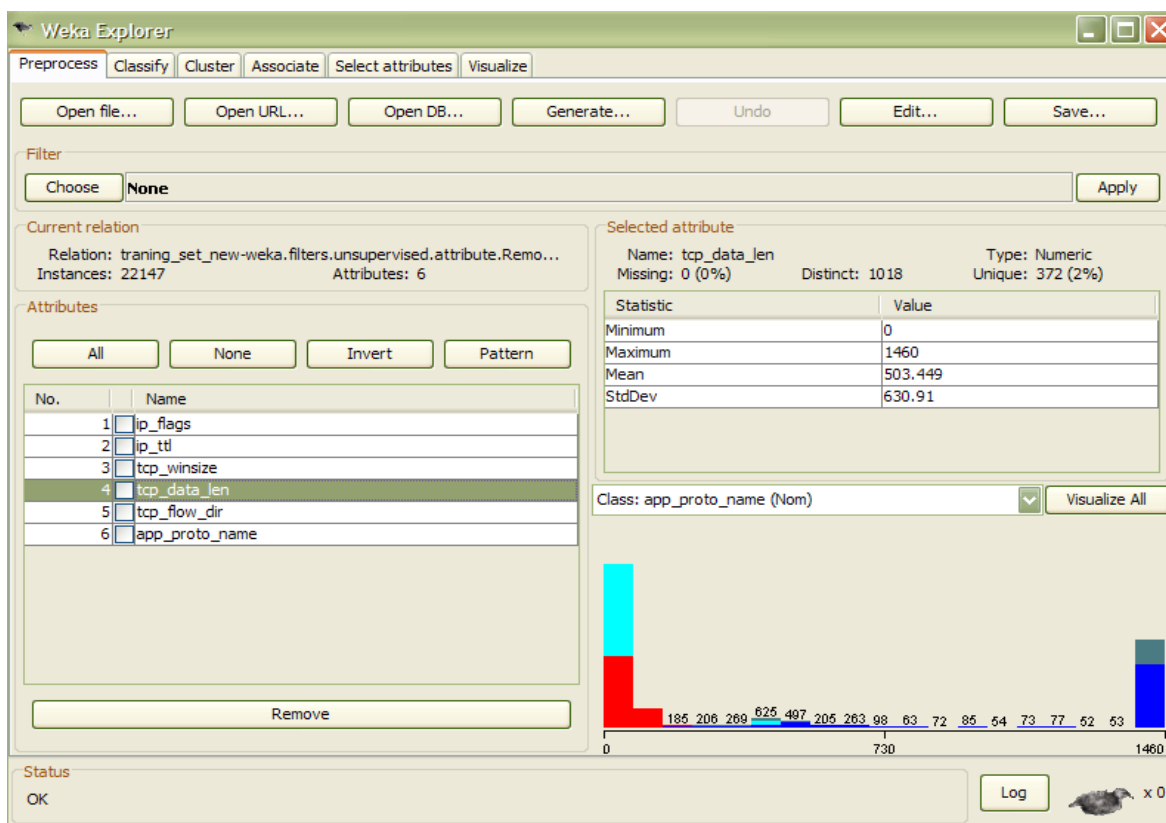 Weka Explorer
Preprocess Classify Cluster Associate Select attributes Visualize
Open file... Open URL... Open DB... Generate... Undo Edit... Save...
Filter
Choose None Apply
Current relation
Relation: traning_set_new-weka.filters.unsupervised.attribute.Remo...
Instances: 22147 Attributes: 6
Attributes
All None Invert Pattern
No. Name
1 ip_flags
2 ip_ttl
3 tcp_winsize
4 tcp_data_len
5 tcp_flow_dir
6 app_proto_name
Remove
Selected attribute
Name: tcp_data_len Type: Numeric
Missing: 0 (0%) Distinct: 1018 Unique: 372 (2%)
Statistic Value
Minimum 0
Maximum 1460
Mean 503.449
StdDev 630.91
Class: app_proto_name (Nom) Visualize All
185 206 269 625 497 205 263 98 63 72 85 54 73 77 52 53
0 730 1460
Status
OK Log x 0